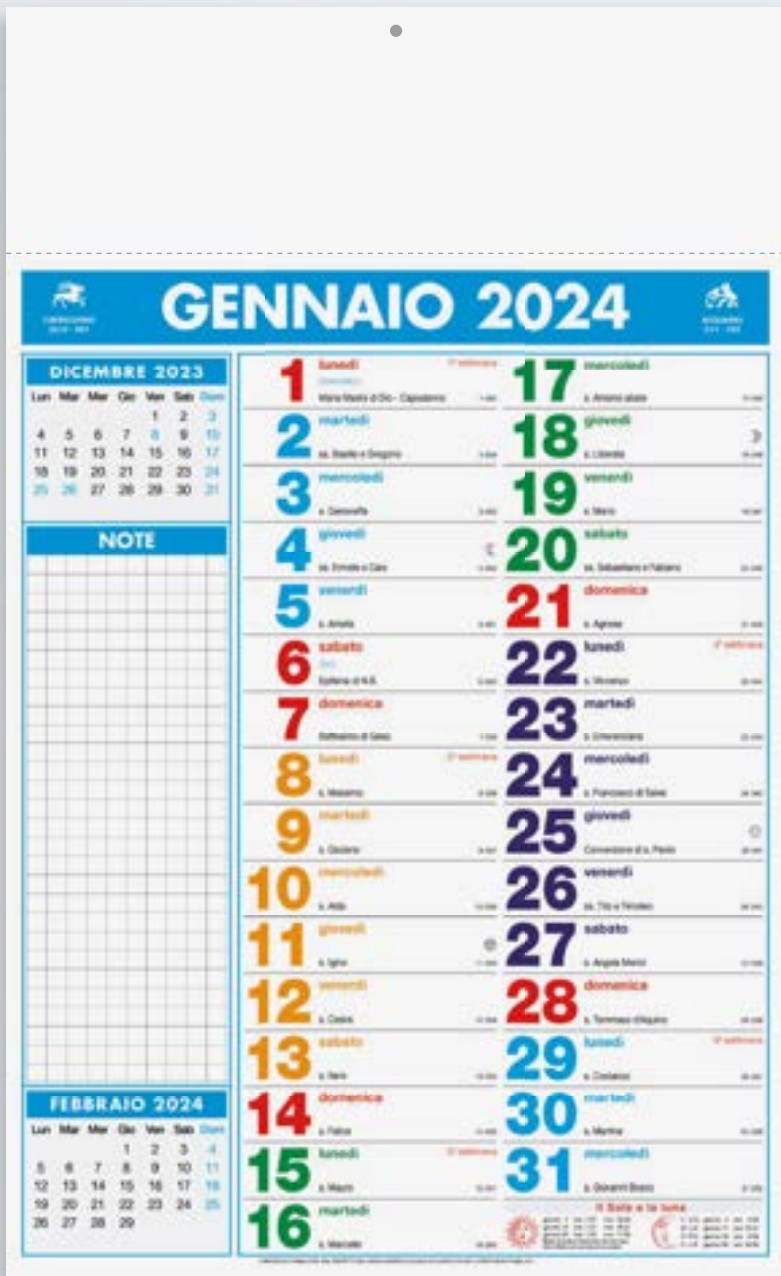 GENNAIO 2024
DICEMBRE 2023
Lun Mar Mer Gio Ven Sab Dom
1 2 3
4 5 6 7 8 9 10
11 12 13 14 15 16 17
18 19 20 21 22 23 24
25 26 27 28 29 30 31
NOTE
FEBBRAIO 2024
Lun Mar Mer Gio Ven Sab Dom
1 2 3 4
5 6 7 8 9 10 11
12 13 14 15 16 17 18
19 20 21 22 23 24 25
26 27 28 29
1 lunedì
1ª settimana
Maria Madre di Dio - Capodanno
2 martedì
ss. Basilio e Gregorio
3 mercoledì
s. Genoveffa
4 giovedì
5 venerdì
s. Amelia
6 sabato
Epifania di N.S.
7 domenica
Battesimo di Gesù
8 lunedì
2ª settimana
s. Massimo
9 martedì
s. Giuliano
10 mercoledì
s. Aldo
11 giovedì
s. Igino
12 venerdì
13 sabato
s. Ilario
14 domenica
s. Felice
15 lunedì
3ª settimana
s. Mauro
16 martedì
s. Marcello
17 mercoledì
s. Antonio abate
18 giovedì
s. Liberata
19 venerdì
s. Mario
20 sabato
ss. Sebastiano e Fabiano
21 domenica
s. Agnese
22 lunedì
4ª settimana
s. Vincenzo
23 martedì
s. Emerenziana
24 mercoledì
s. Francesco di Sales
25 giovedì
Conversione di s. Paolo
26 venerdì
ss. Tito e Timoteo
27 sabato
s. Angela Merici
28 domenica
s. Tommaso d'Aquino
29 lunedì
5ª settimana
s. Costanzo
30 martedì
s. Martina
31 mercoledì
s. Giovanni Bosco
Il Sole e la luna